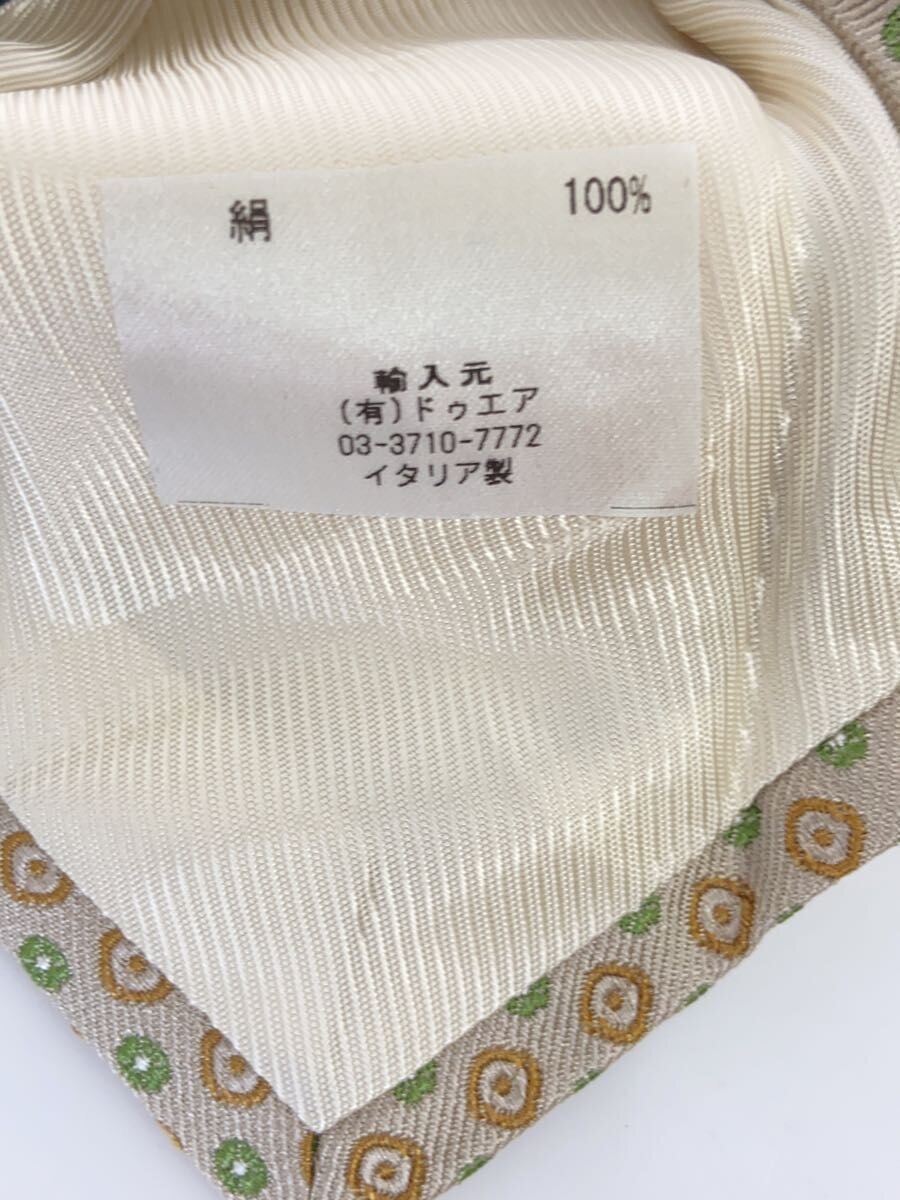 絹 100%
輸入元
(有)ドゥエア
03-3710-7772
イタリア製